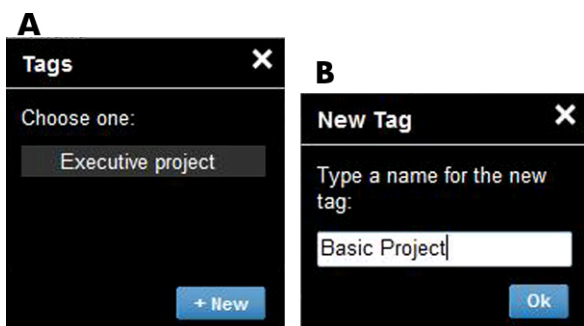 A
Tags
Choose one:
Executive project
+ New
B
New Tag
Type a name for the new
tag:
Basic Project
Ok